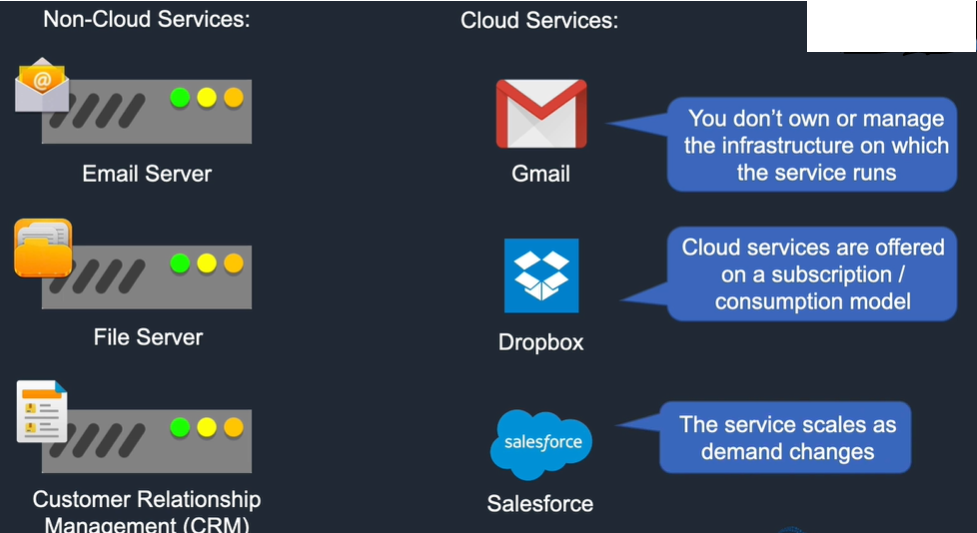 Non-Cloud Services:
Cloud Services:
@
Email Server
Gmail
You don’t own or manage
the infrastructure on which
the service runs
File Server
Dropbox
Cloud services are offered
on a subscription /
consumption model
Customer Relationship
Management (CRM)
salesforce
Salesforce
The service scales as
demand changes